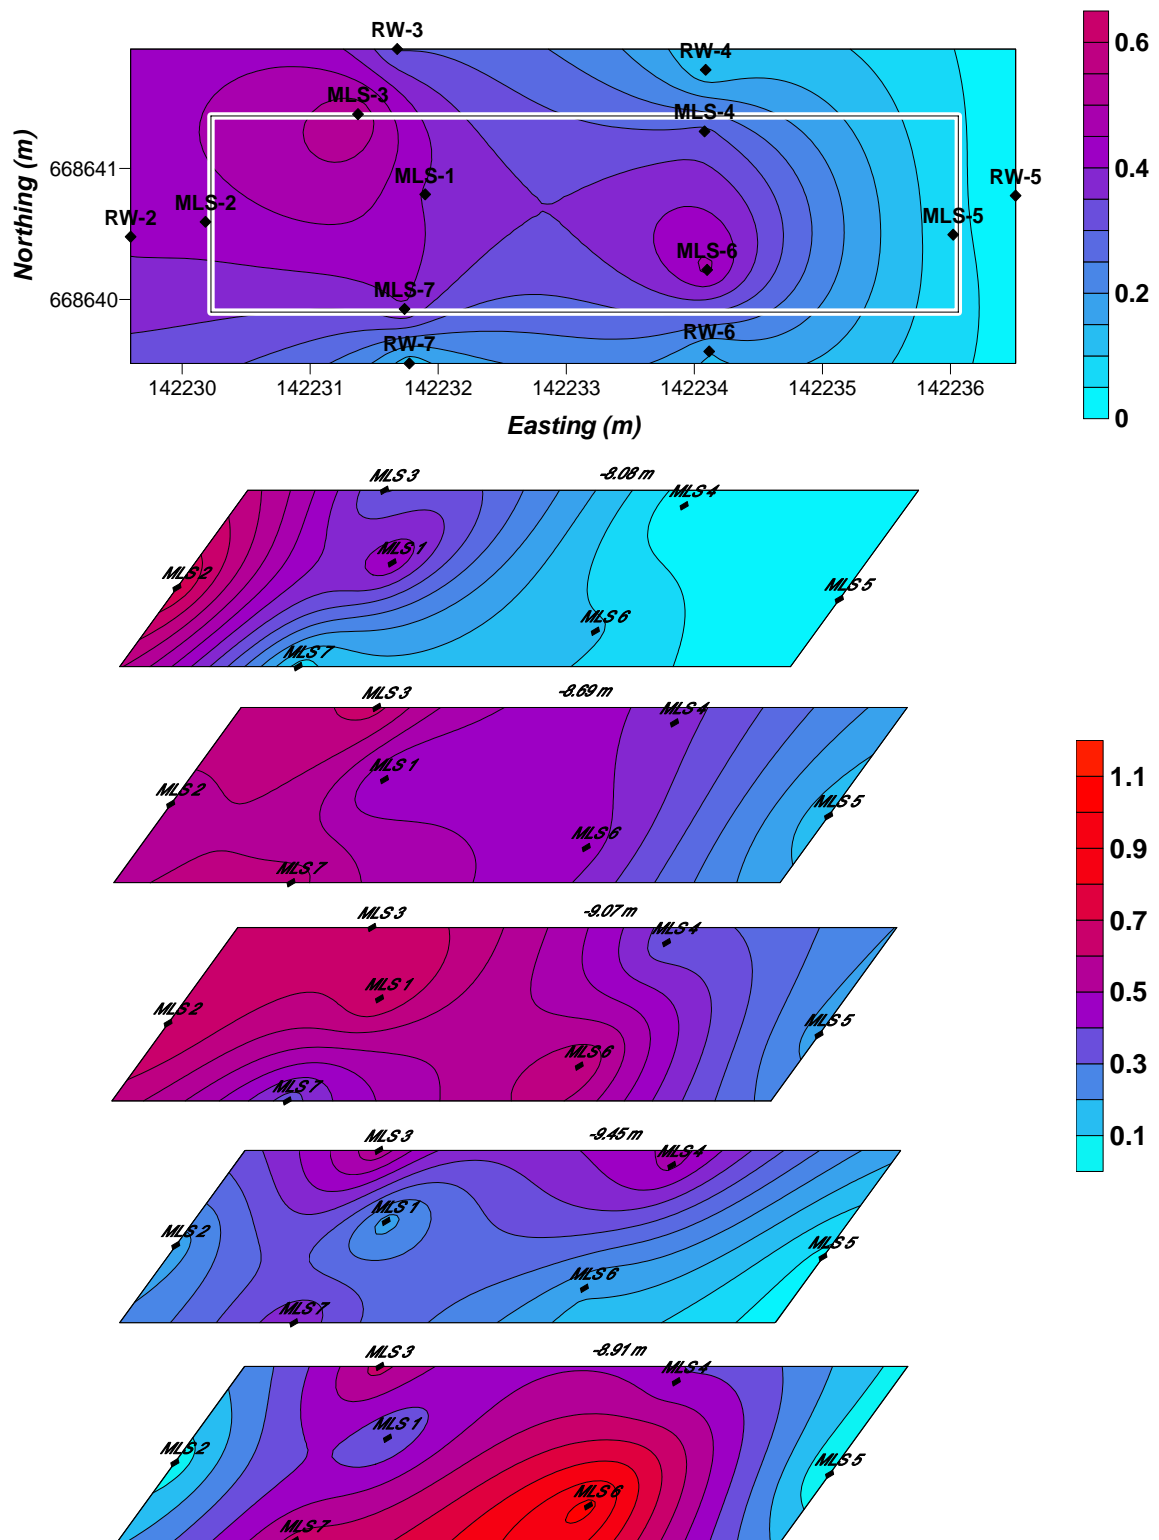 RW-3
RW-4
0.6
MLS-3
MLS-4
Northing (m)
668641
MLS-1
0.4
RW-5
MLS-2
RW-2
MLS-5
MLS-6
668640
MLS-7
0.2
RW-6
RW-7
142230 142231 142232 142233 142234 142235 142236
0
Easting (m)
MLS 3
-8.08 m
MLS 4
MLS 1
MLS 2
MLS 5
MLS 6
MLS 7
MLS 3
-8.69 m
MLS 4
MLS 1
1.1
MLS 2
MLS 5
MLS 6
0.9
MLS 7
MLS 3
-9.07 m
0.7
MLS 4
MLS 1
0.5
MLS 2
MLS 5
MLS 6
0.3
MLS 7
MLS 3
-9.45 m
0.1
MLS 4
MLS 1
MLS 2
MLS 5
MLS 6
MLS 7
MLS 3
-8.91 m
MLS 4
MLS 1
MLS 2
MLS 5
MLS 6
MLS 7